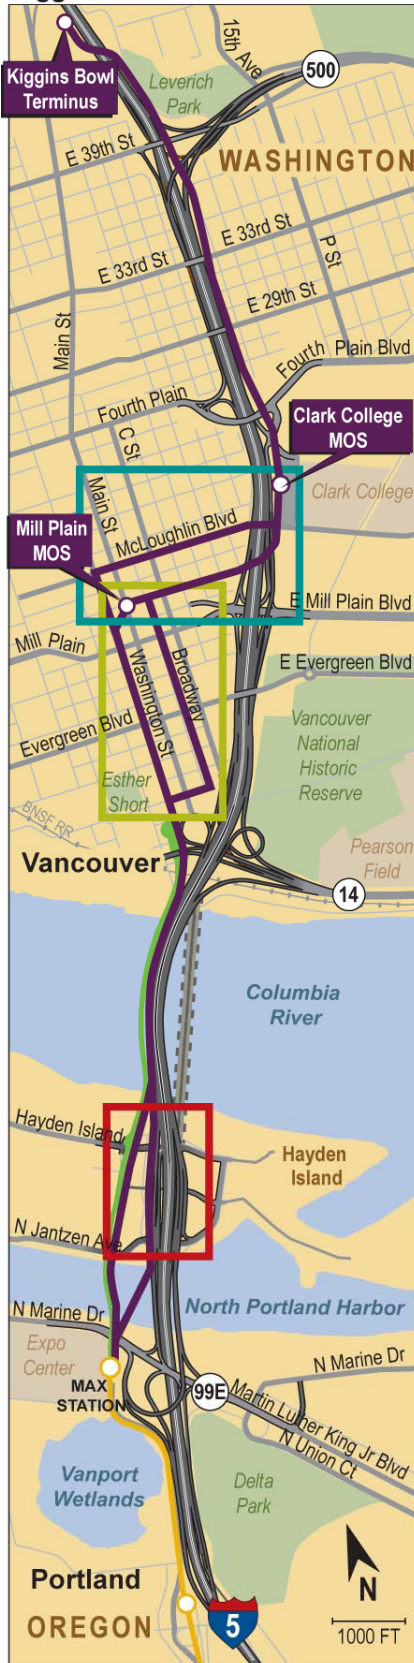 15th Ave
500
Kiggins Bowl
Terminus
Leverich
Park
E 39th St
WASHINGTON
E 33rd St
P St
E 33rd St
E 29th St
Main St
Fourth Plain Blvd
Fourth Plain
C St
Clark College
MOS
Main St
Clark College
McLoughlin Blvd
Mill Plain
MOS
E Mill Plain Blvd
Mill Plain
E Evergreen Blvd
Washington St
Broadway
Evergreen Blvd
Vancouver
National
Historic
Reserve
Esther
Short
BNSF RR
Vancouver
Pearson
Field
14
Columbia
River
Hayden Island
Hayden
Island
N Jantzen Ave
North Portland Harbor
N Marine Dr
Expo
Center
N Marine Dr
MAX
STATION
99E
Martin Luther King Jr Blvd
N Union Ct
Vanport
Wetlands
Delta
Park
Portland
N
OREGON
5
1000 FT